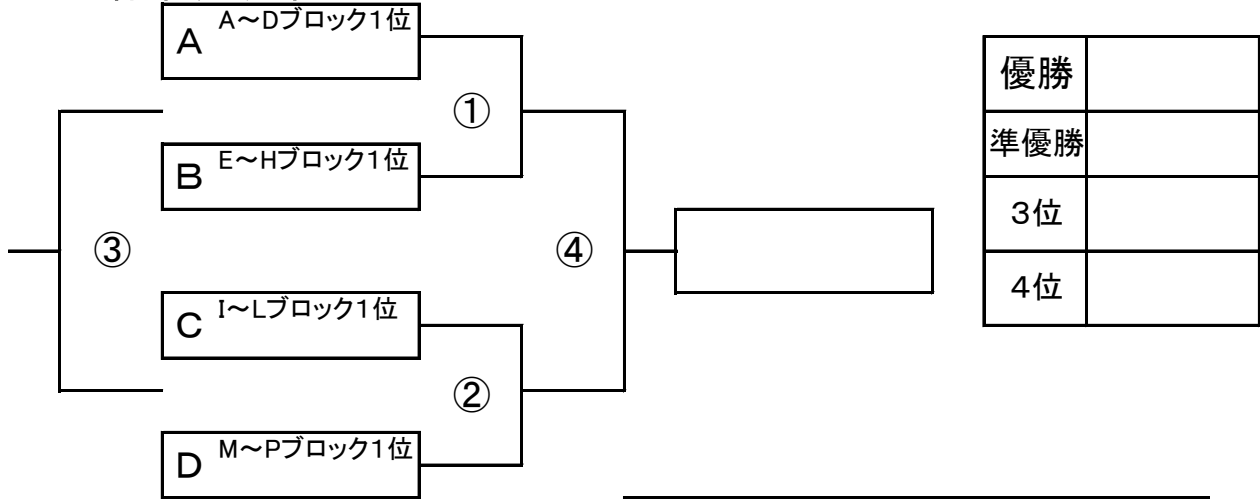 A A～Dブロック1位
①
B E～Hブロック1位
③
④
C I～Lブロック1位
②
D M～Pブロック1位
優勝
準優勝
3位
4位